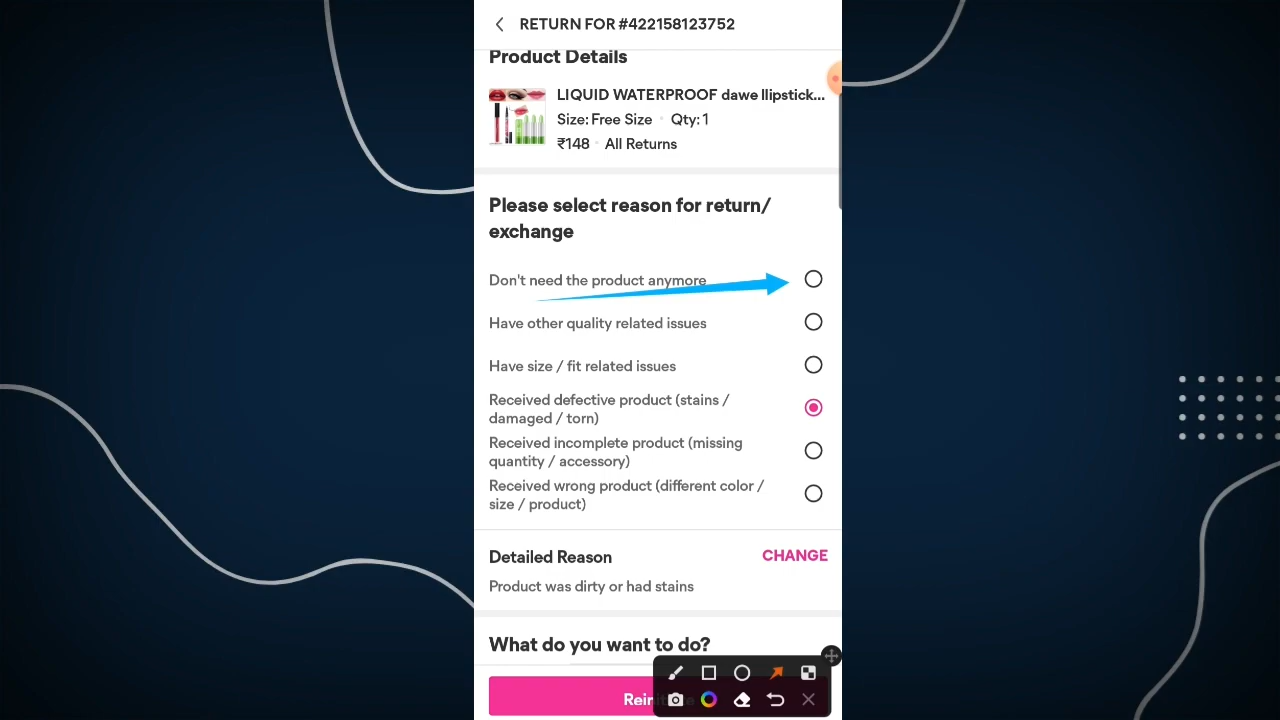 RETURN FOR #422158123752
Product Details
LIQUID WATERPROOF dawe llipstick...
Size: Free Size · Qty: 1
₹148 · All Returns
Please select reason for return/
exchange
Don't need the product anymore
Have other quality related issues
Have size / fit related issues
Received defective product (stains /
damaged / torn)
Received incomplete product (missing
quantity / accessory)
Received wrong product (different color /
size / product)
Detailed Reason
CHANGE
Product was dirty or had stains
What do you want to do?